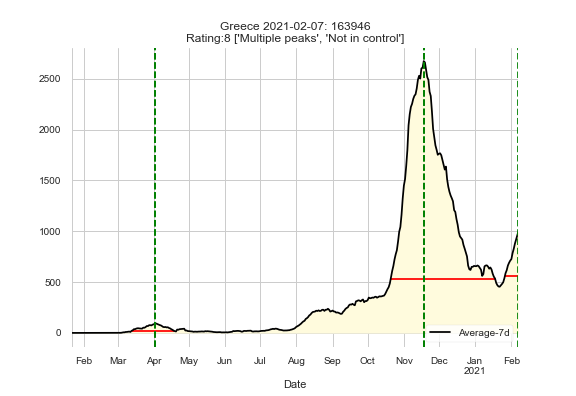 Greece 2021-02-07: 163946
Rating:8 ['Multiple peaks', 'Not in control']
2500
2000
1500
1000
500
0
Average-7d
Feb Mar Apr May Jun Jul Aug Sep Oct Nov Dec Jan Feb
2021
Date